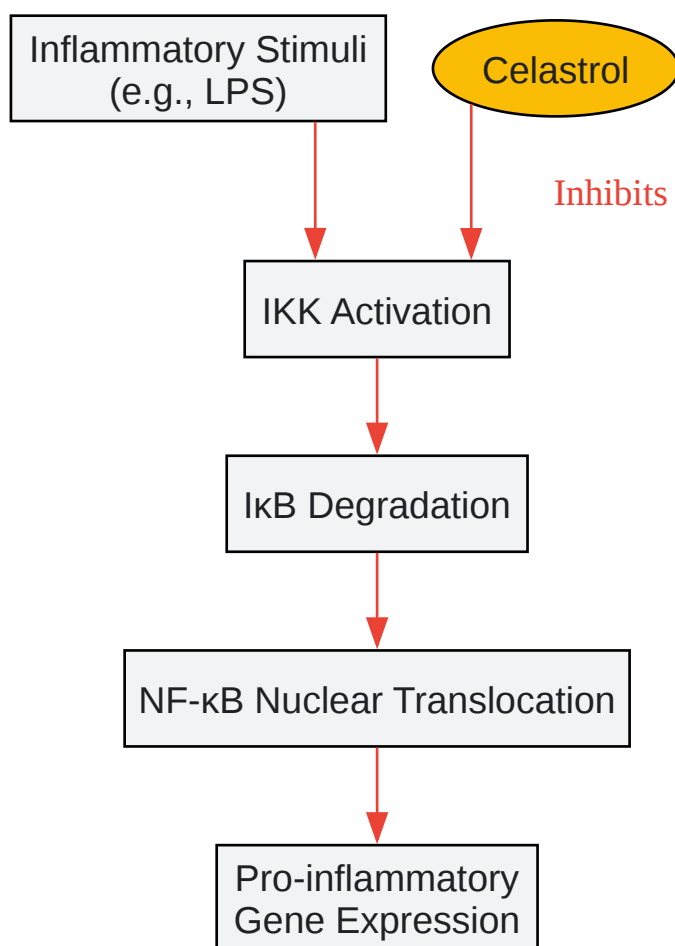 Inflammatory Stimuli
(e.g., LPS)
Celastrol
Inhibits
IKK Activation
IκB Degradation
NF-κB Nuclear Translocation
Pro-inflammatory
Gene Expression